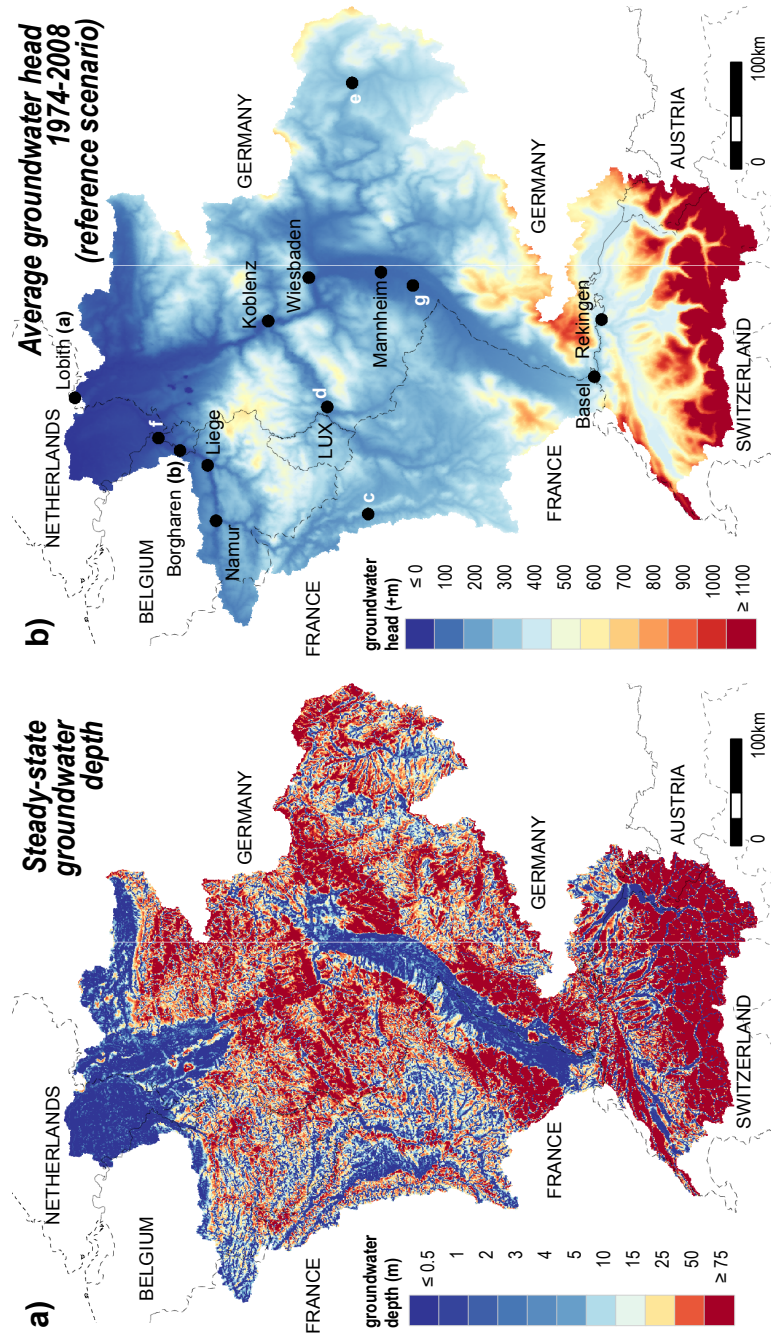 a)
Steady-state
groundwater
depth
NETHERLANDS
BELGIUM
GERMANY
FRANCE
GERMANY
FRANCE
AUSTRIA
SWITZERLAND
groundwater
depth (m)
≤ 0.5
1
2
3
4
5
10
15
25
50
≥ 75
0
100km
b)
Average groundwater head
1974-2008
(reference scenario)
NETHERLANDS
Lobith (a)
BELGIUM
f
Borgharen (b)
Liege
Namur
GERMANY
Koblenz
Wiesbaden
e
d
LUX
Mannheim
g
c
FRANCE
GERMANY
FRANCE
Basel
Rekingen
AUSTRIA
SWITZERLAND
groundwater
head (+m)
≤ 0
100
200
300
400
500
600
700
800
900
1000
≥ 1100
0
100km